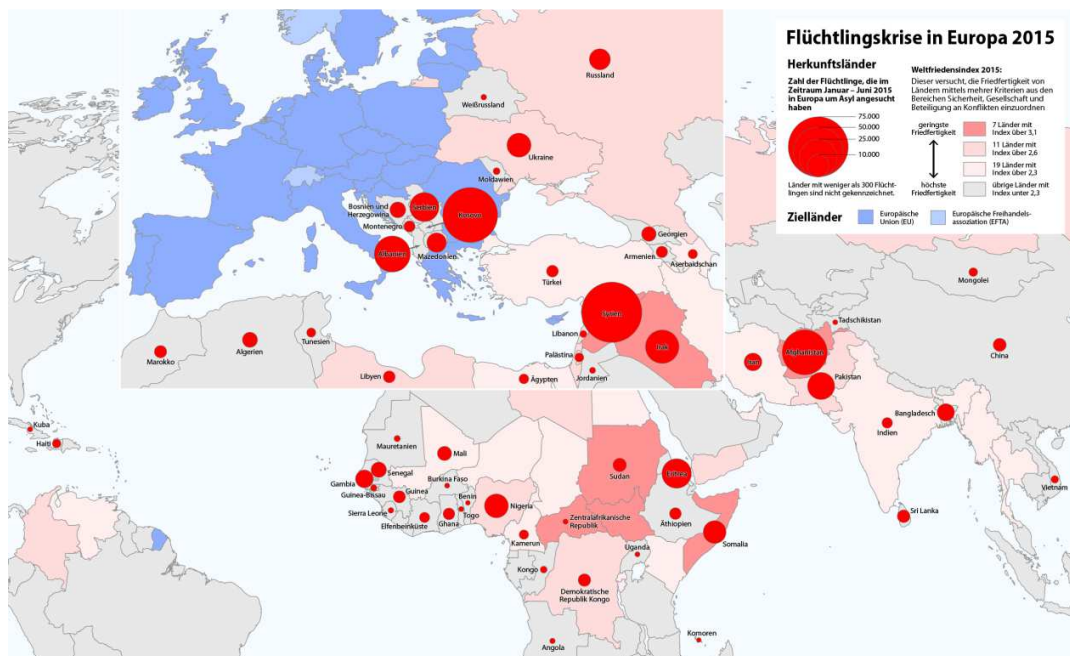 Flüchtlingskrise in Europa 2015
Herkunftsländer
Zahl der Flüchtlinge, die im
Zeitraum Januar – Juni 2015
in Europa um Asyl angesucht
haben
75.000
50.000
25.000
10.000
Länder mit weniger als 300 Flücht-
lingen sind nicht gekennzeichnet.
Weltfriedensindex 2015:
Dieser versucht, die Friedfertigkeit von
Ländern mittels mehrer Kriterien aus den
Bereichen Sicherheit, Gesellschaft und
Beteiligung an Konflikten einzuordnen
geringste
Friedfertigkeit
höchste
Friedfertigkeit
7 Länder mit
Index über 3,1
11 Länder mit
Index über 2,6
19 Länder mit
Index über 2,3
übrige Länder mit
Index unter 2,3
Zielländer
Europäische
Union (EU)
Europäische Freihandels-
assoziation (EFTA)
Russland
Weißrussland
Ukraine
Moldawien
Bosnien und
Herzegowina
Serbien
Kosovo
Montenegro
Albanien
Mazedonien
Georgien
Armenien
Aserbaidschan
Türkei
Syrien
Libanon
Irak
Palästina
Jordanien
Marokko
Algerien
Tunesien
Libyen
Ägypten
Mongolei
Tadschikistan
China
Iran
Afghanistan
Pakistan
Bangladesch
Indien
Vietnam
Sri Lanka
Kuba
Haiti
Mauretanien
Mali
Senegal
Gambia
Burkina Faso
Guinea-Bissau
Guinea
Benin
Nigeria
Sierra Leone
Togo
Elfenbeinküste
Ghana
Kamerun
Sudan
Eritrea
Zentralafrikanische
Republik
Äthiopien
Somalia
Uganda
Kongo
Demokratische
Republik Kongo
Angola
Komoren